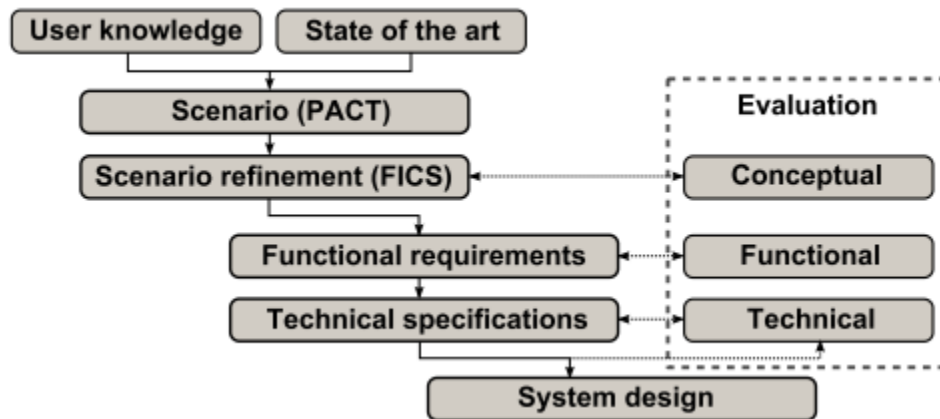 User knowledge
State of the art
Scenario (PACT)
Evaluation
Scenario refinement (FICS)
Conceptual
Functional requirements
Functional
Technical specifications
Technical
System design